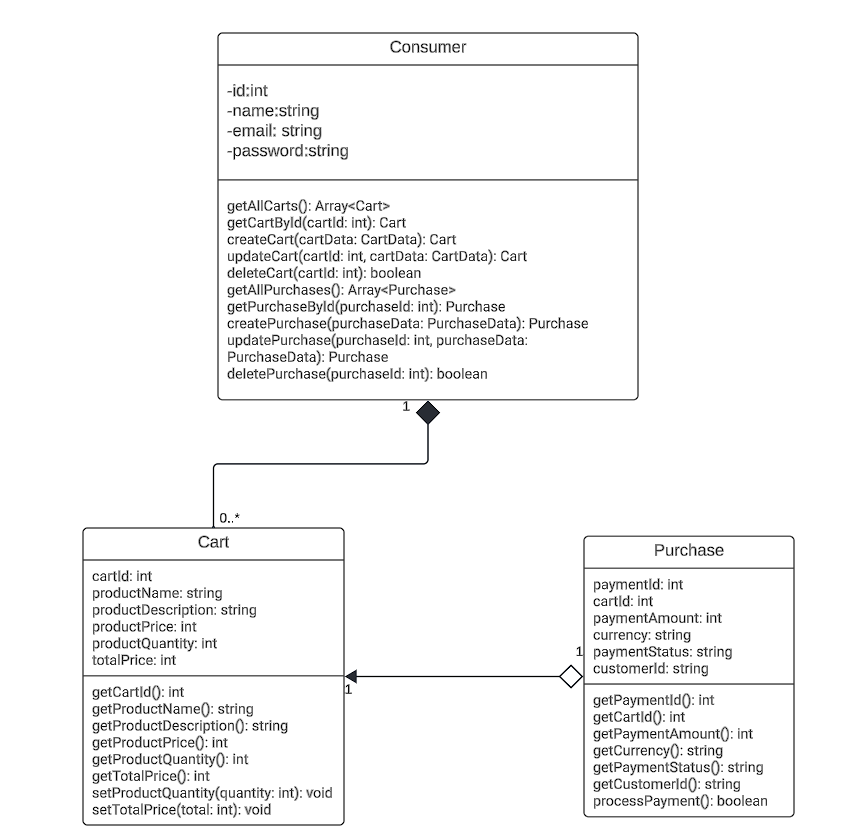 Consumer
-id:int
-name:string
-email: string
-password:string
getAllCarts(): Array<Cart>
getCartById(cartId: int): Cart
createCart(cartData: CartData): Cart
updateCart(cartId: int, cartData: CartData): Cart
deleteCart(cartId: int): boolean
getAllPurchases(): Array<Purchase>
getPurchaseById(purchaseId: int): Purchase
createPurchase(purchaseData: PurchaseData): Purchase
updatePurchase(purchaseId: int, purchaseData:
PurchaseData): Purchase
deletePurchase(purchaseId: int): boolean
1
0..*
Cart
cartId: int
productName: string
productDescription: string
productPrice: int
productQuantity: int
totalPrice: int
getCartId(): int
getProductName(): string
getProductDescription(): string
getProductPrice(): int
getProductQuantity(): int
getTotalPrice(): int
setProductQuantity(quantity: int): void
setTotalPrice(total: int): void
1
1
Purchase
paymentId: int
cartId: int
paymentAmount: int
currency: string
paymentStatus: string
customerId: string
getPaymentId(): int
getCartId(): int
getPaymentAmount(): int
getCurrency(): string
getPaymentStatus(): string
getCustomerId(): string
processPayment(): boolean